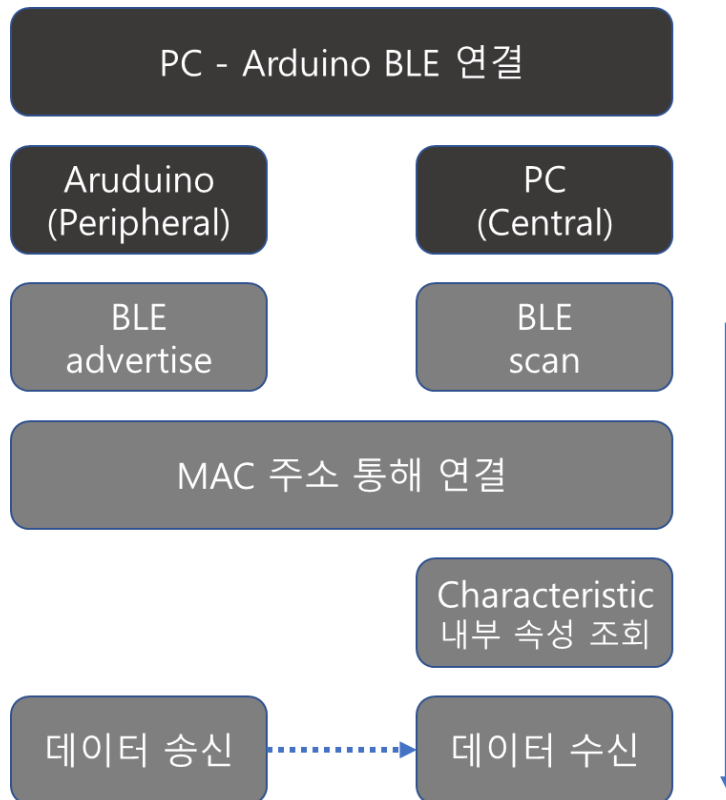 PC - Arduino BLE 연결
Aruduino
(Peripheral)
PC
(Central)
BLE
advertise
BLE
scan
MAC 주소 통해 연결
Characteristic
내부 속성 조회
데이터 송신
데이터 수신